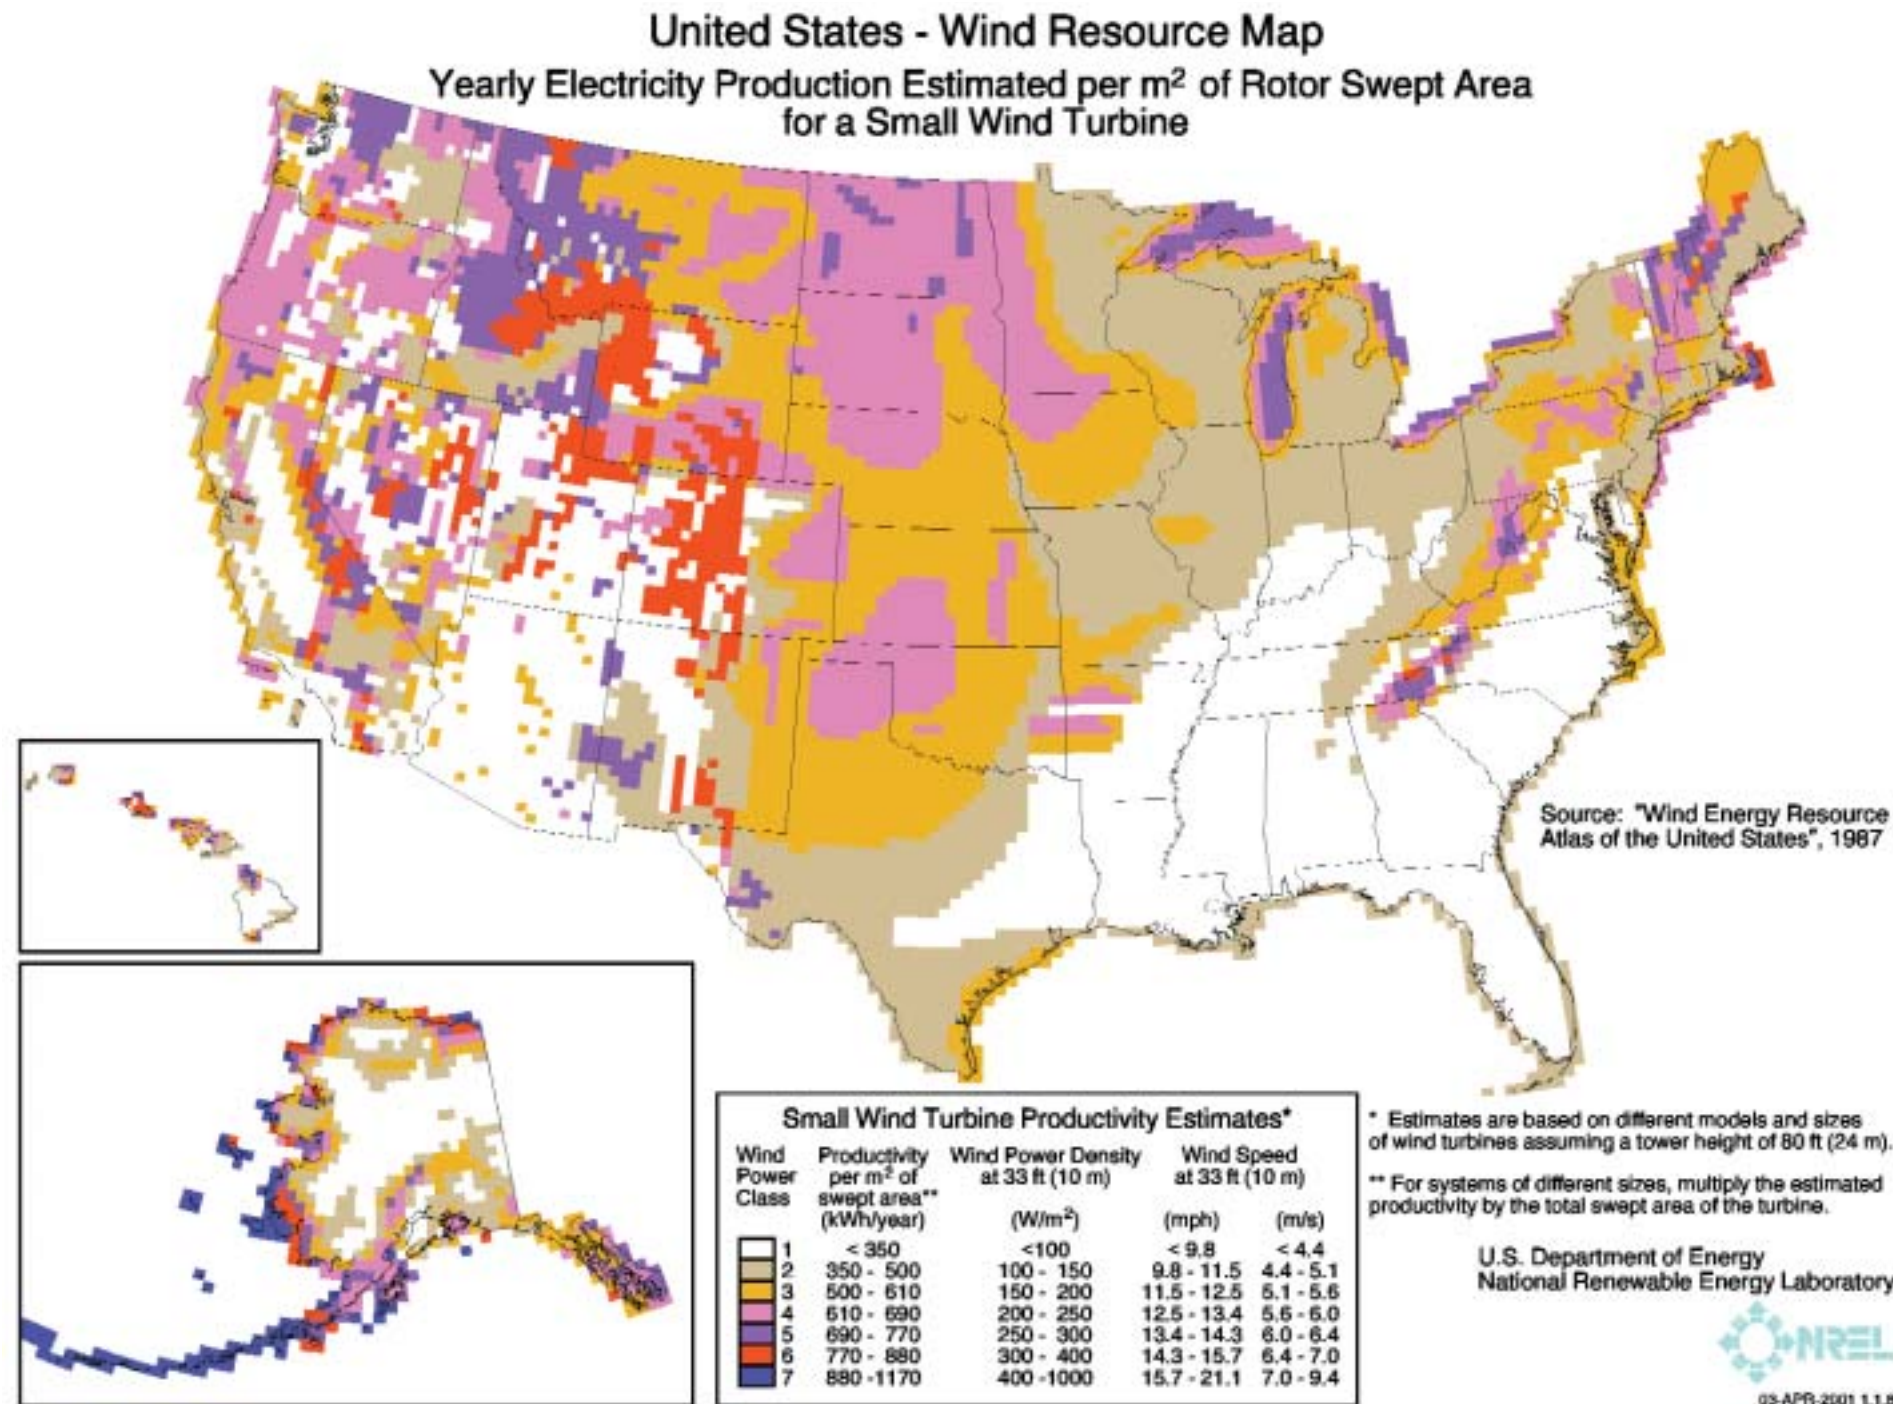 United States - Wind Resource Map
Yearly Electricity Production Estimated per m² of Rotor Swept Area
for a Small Wind Turbine
Source: "Wind Energy Resource
Atlas of the United States", 1987
Small Wind Turbine Productivity Estimates*
Wind Power Class Productivity per m² of swept area** (kWh/year) Wind Power Density at 33 ft (10 m) (W/m²) Wind Speed at 33 ft (10 m) (mph) (m/s)
1 < 350 <100 < 9.8 < 4.4
2 350 - 500 100 - 150 9.8 - 11.5 4.4 - 5.1
3 500 - 610 150 - 200 11.5 - 12.5 5.1 - 5.6
4 610 - 690 200 - 250 12.5 - 13.4 5.6 - 6.0
5 690 - 770 250 - 300 13.4 - 14.3 6.0 - 6.4
6 770 - 880 300 - 400 14.3 - 15.7 6.4 - 7.0
7 880 -1170 400 -1000 15.7 - 21.1 7.0 - 9.4
* Estimates are based on different models and sizes
of wind turbines assuming a tower height of 80 ft (24 m).
** For systems of different sizes, multiply the estimated
productivity by the total swept area of the turbine.
U.S. Department of Energy
National Renewable Energy Laboratory
NREL
03-APR-2001 1.1.8